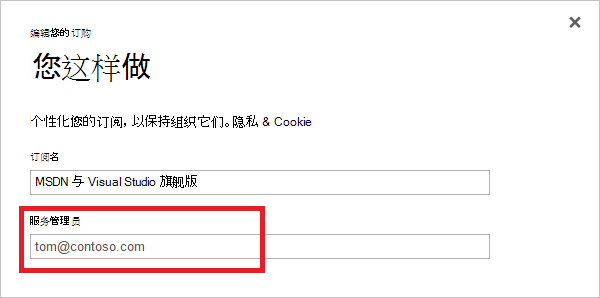 编辑您的订购
您这样做
个性化您的订阅，以保持组织它们。隐私 & Cookie
订阅名
MSDN 与 Visual Studio 旗舰版
服务管理员
tom@contoso.com